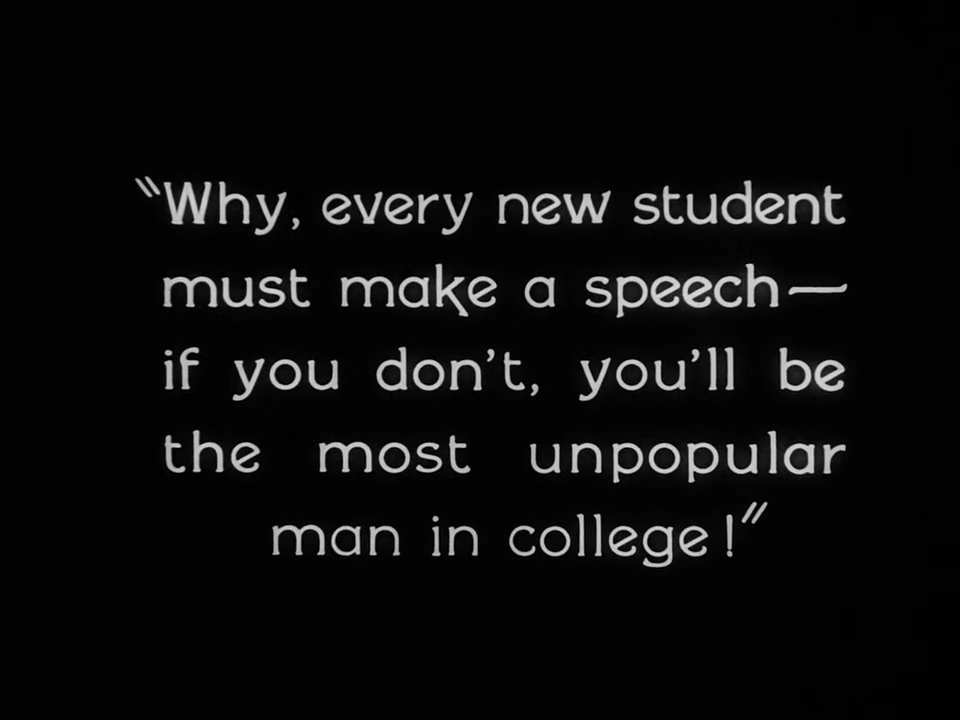 "Why, every new student
must make a speech—
if you don't, you'll be
the most unpopular
man in college!"